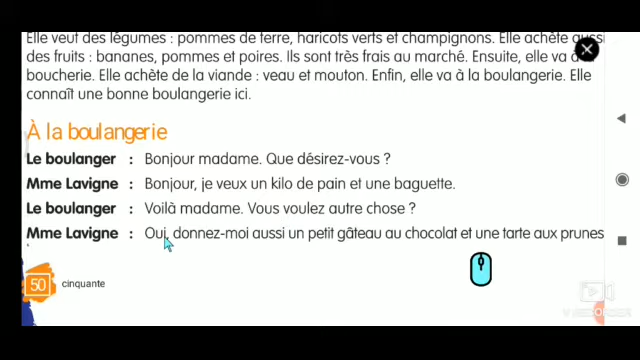 Elle veut des légumes : pommes de terre, haricots verts et champignons. Elle achète aussi
des fruits : bananes, pommes et poires. Ils sont très frais au marché. Ensuite, elle va à
boucherie. Elle achète de la viande : veau et mouton. Enfin, elle va à la boulangerie. Elle
connaît une bonne boulangerie ici.
À la boulangerie
Le boulanger : Bonjour madame. Que désirez-vous ?
Mme Lavigne : Bonjour, je veux un kilo de pain et une baguette.
Le boulanger : Voilà madame. Vous voulez autre chose ?
Mme Lavigne : Oui, donnez-moi aussi un petit gâteau au chocolat et une tarte aux prunes
50 cinquante